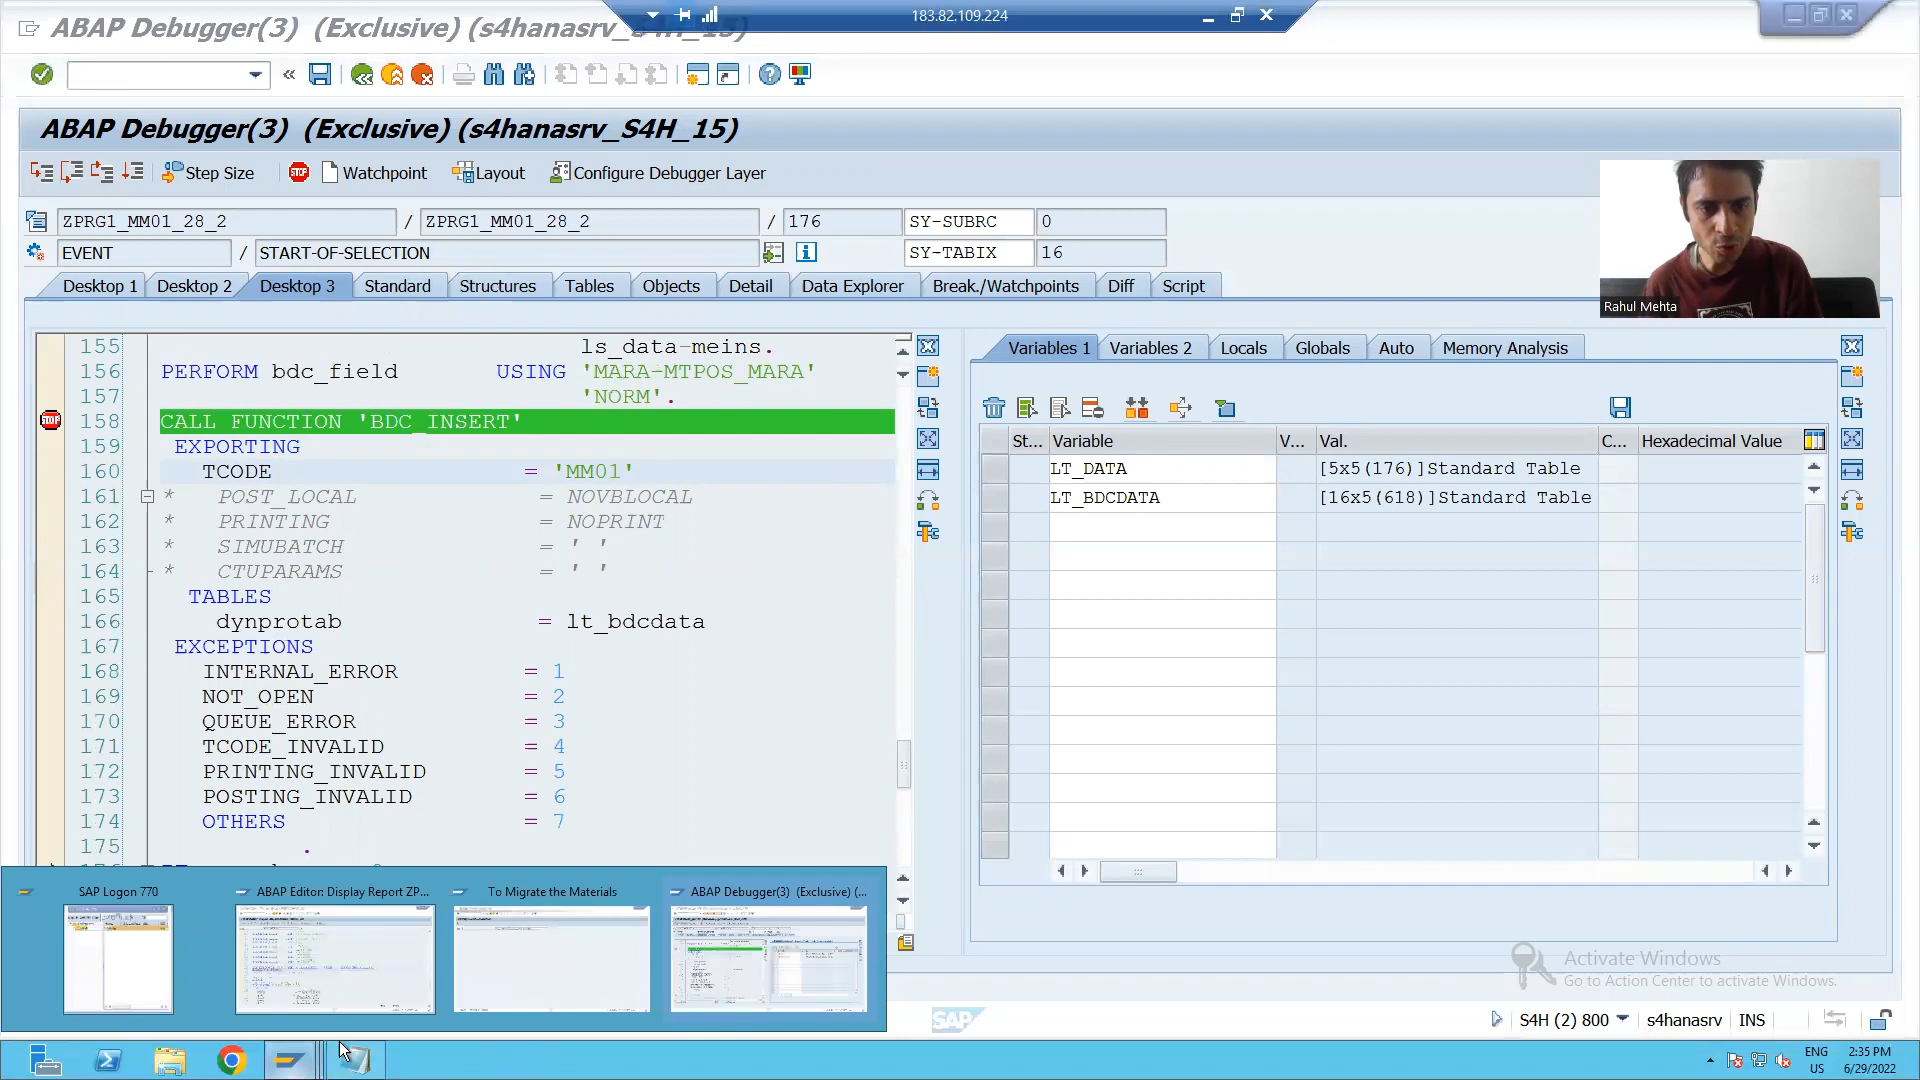 ABAP Debugger(3) (Exclusive) (s4hanasrv_S4H_15)
183.82.109.224
ABAP Debugger(3) (Exclusive) (s4hanasrv_S4H_15)
Step Size
STOP
Watchpoint
Layout
Configure Debugger Layer
ZPRG1_MM01_28_2 / ZPRG1_MM01_28_2 / 176 SY-SUBRC 0
EVENT / START-OF-SELECTION SY-TABIX 16
Rahul Mehta
Desktop 1 Desktop 2 Desktop 3 Standard Structures Tables Objects Detail Data Explorer Break./Watchpoints Diff Script
155 ls_data-meins.
156 PERFORM bdc_field USING 'MARA-MTPOS_MARA'
157 'NORM'.
STOP
158 CALL FUNCTION 'BDC_INSERT'
159 EXPORTING
160 TCODE = 'MM01'
161 * POST_LOCAL = NOVBLOCAL
162 * PRINTING = NOPRINT
163 * SIMUBATCH = ' '
164 * CTUPARAMS = ' '
165 TABLES
166 dynprotab = lt_bdcdata
167 EXCEPTIONS
168 INTERNAL_ERROR = 1
169 NOT_OPEN = 2
170 QUEUE_ERROR = 3
171 TCODE_INVALID = 4
172 PRINTING_INVALID = 5
173 POSTING_INVALID = 6
174 OTHERS = 7
175 .
Variables 1 Variables 2 Locals Globals Auto Memory Analysis
St... Variable V... Val. C... Hexadecimal Value
LT_DATA [5x5(176)]Standard Table
LT_BDCDATA [16x5(618)]Standard Table
SAP Logon 770
ABAP Editor: Display Report ZP...
To Migrate the Materials
ABAP Debugger(3) (Exclusive) (...
Activate Windows
Go to Action Center to activate Windows.
SAP
S4H (2) 800
s4hanasrv
INS
ENG
US
2:35 PM
6/29/2022